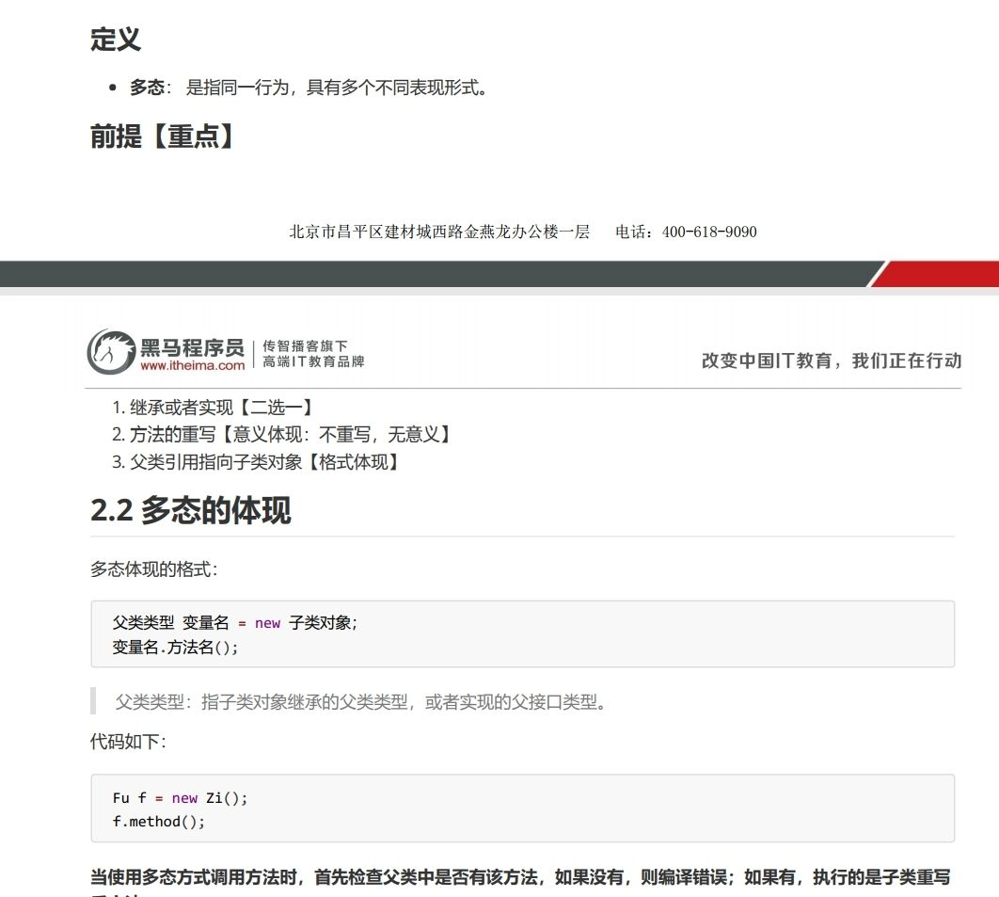 定义
• 多态： 是指同一行为，具有多个不同表现形式。
前提【重点】
北京市昌平区建材城西路金燕龙办公楼一层 电话：400-618-9090
黑马程序员 传智播客旗下
www.itheima.com 高端IT教育品牌
改变中国IT教育，我们正在行动
1. 继承或者实现【二选一】
2. 方法的重写【意义体现：不重写，无意义】
3. 父类引用指向子类对象【格式体现】
2.2 多态的体现
多态体现的格式：
父类类型 变量名 = new 子类对象;
变量名.方法名();
父类类型：指子类对象继承的父类类型，或者实现的父接口类型。
代码如下：
Fu f = new Zi();
f.method();
当使用多态方式调用方法时，首先检查父类中是否有该方法，如果没有，则编译错误；如果有，执行的是子类重写